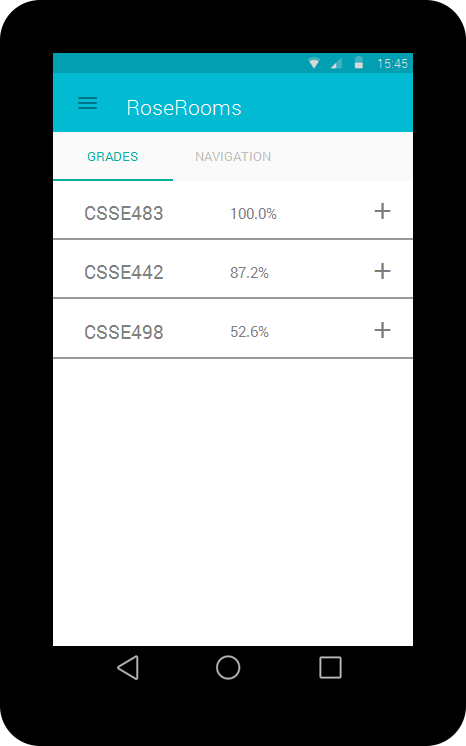 15:45
RoseRooms
GRADES NAVIGATION
CSSE483 100.0% +
CSSE442 87.2% +
CSSE498 52.6% +